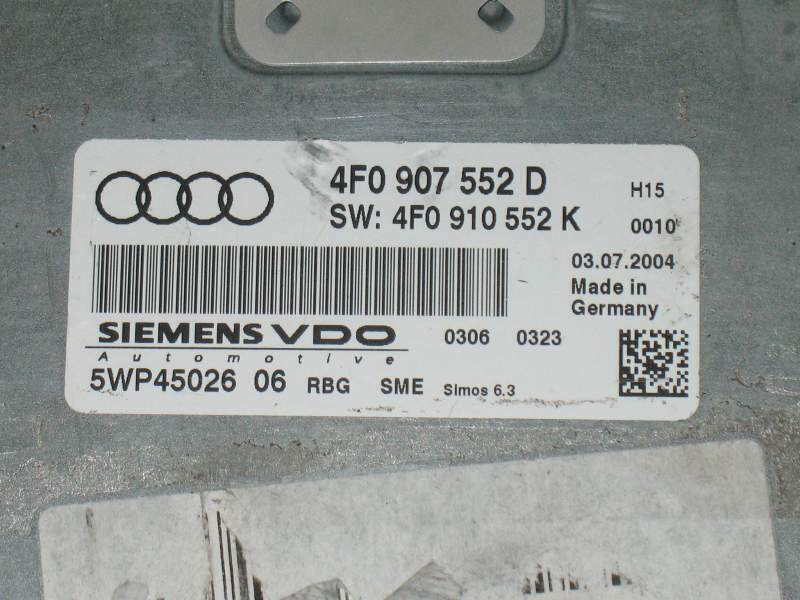 4F0 907 552 D
H15
SW: 4F0 910 552 K
0010
03.07.2004
Made in
Germany
SIEMENS VDO
0306 0323
Automotive
5WP45026 06 RBG SME Simos 6.3